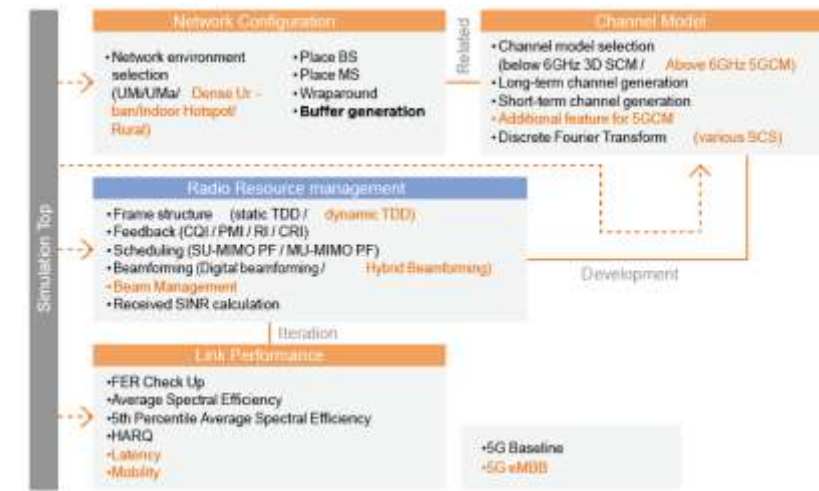 Simulation Top
Network Configuration
•Network environment
selection
(UMi/UMa/ Dense Ur -
ban/Indoor Hotspot/
Rural)
•Place BS
•Place MS
•Wraparound
•Buffer generation
Related
Channel Model
•Channel model selection
(below 6GHz 3D SCM / Above 6GHz 5GCM)
•Long-term channel generation
•Short-term channel generation
•Additional feature for 5GCM
•Discrete Fourier Transform (various SCS)
Radio Resource management
•Frame structure (static TDD / dynamic TDD)
•Feedback (CQI / PMI / RI / CRI)
•Scheduling (SU-MIMO PF / MU-MIMO PF)
•Beamforming (Digital beamforming / Hybrid Beamforming)
•Beam Management
•Received SINR calculation
Development
Iteration
Link Performance
•FER Check Up
•Average Spectral Efficiency
•5th Percentile Average Spectral Efficiency
•HARQ
•Latency
•Mobility
•5G Baseline
•5G eMBB